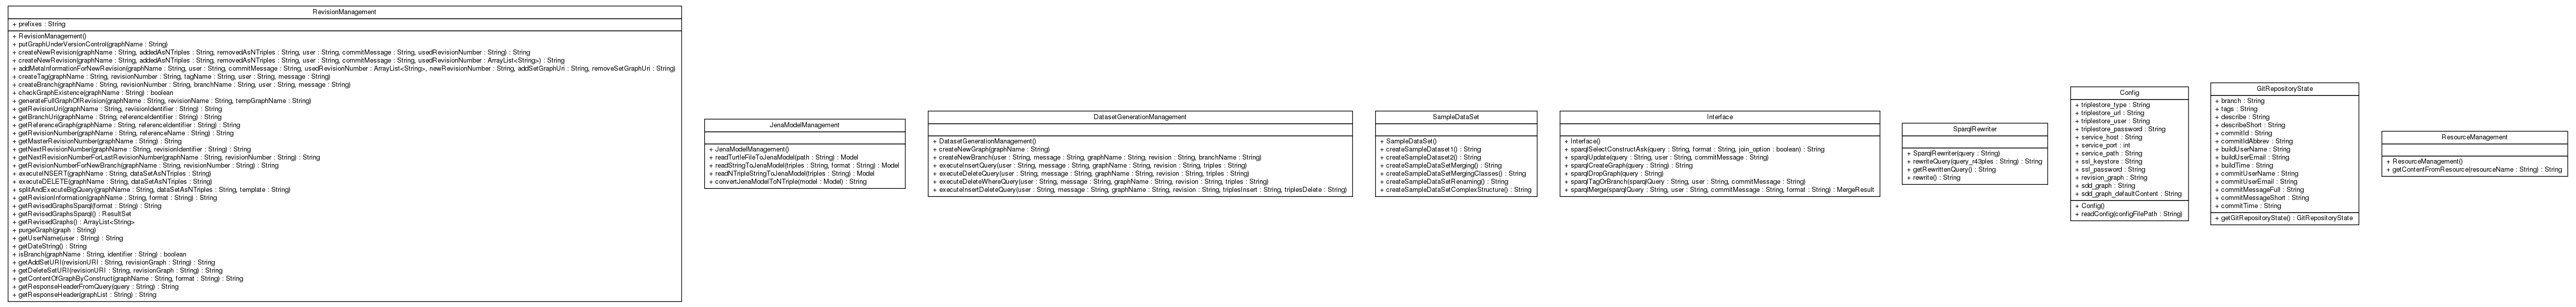 RevisionManagement
+ prefixes : String
+ RevisionManagement()
+ putGraphUnderVersionControl(graphName : String)
+ createNewRevision(graphName : String, addedAsNTriples : String, removedAsNTriples : String, user : String, commitMessage : String, usedRevisionNumber : String) : String
+ createNewRevision(graphName : String, addedAsNTriples : String, removedAsNTriples : String, user : String, commitMessage : String, usedRevisionNumber : ArrayList<String>) : String
+ addMetaInformationForNewRevision(graphName : String, user : String, commitMessage : String, usedRevisionNumber : ArrayList<String>, newRevisionNumber : String, addSetGraphUri : String, removeSetGraphUri : String)
+ createTag(graphName : String, revisionNumber : String, tagName : String, user : String, message : String)
+ createBranch(graphName : String, revisionNumber : String, branchName : String, user : String, message : String)
+ checkGraphExistence(graphName : String) : boolean
+ generateFullGraphOfRevision(graphName : String, revisionName : String, tempGraphName : String)
+ getRevisionUri(graphName : String, revisionIdentifier : String) : String
+ getBranchUri(graphName : String, referenceIdentifier : String) : String
+ getReferenceGraph(graphName : String, referenceIdentifier : String) : String
+ getRevisionNumber(graphName : String, referenceName : String) : String
+ getMasterRevisionNumber(graphName : String) : String
+ getNextRevisionNumber(graphName : String, revisionIdentifier : String) : String
+ getNextRevisionNumberForLastRevisionNumber(graphName : String, revisionNumber : String) : String
+ getRevisionNumberForNewBranch(graphName : String, revisionNumber : String) : String
+ executeINSERT(graphName : String, dataSetAsNTriples : String)
+ executeDELETE(graphName : String, dataSetAsNTriples : String)
+ splitAndExecuteBigQuery(graphName : String, dataSetAsNTriples : String, template : String)
+ getRevisionInformation(graphName : String, format : String) : String
+ getRevisedGraphsSparql(format : String) : String
+ getRevisedGraphsSparql() : ResultSet
+ getRevisedGraphs() : ArrayList<String>
+ purgeGraph(graph : String)
+ getUserName(user : String) : String
+ getDateString() : String
+ isBranch(graphName : String, identifier : String) : boolean
+ getAddSetURI(revisionURI : String, revisionGraph : String) : String
+ getDeleteSetURI(revisionURI : String, revisionGraph : String) : String
+ getContentOfGraphByConstruct(graphName : String, format : String) : String
+ getResponseHeaderFromQuery(query : String) : String
+ getResponseHeader(graphList : String) : String
JenaModelManagement
+ JenaModelManagement()
+ readTurtleFileToJenaModel(path : String) : Model
+ readStringToJenaModel(triples : String, format : String) : Model
+ readNTripleStringToJenaModel(triples : String) : Model
+ convertJenaModelToNTriple(model : Model) : String
DatasetGenerationManagement
+ DatasetGenerationManagement()
+ createNewGraph(graphName : String)
+ createNewBranch(user : String, message : String, graphName : String, revision : String, branchName : String)
+ executeInsertQuery(user : String, message : String, graphName : String, revision : String, triples : String)
+ executeDeleteQuery(user : String, message : String, graphName : String, revision : String, triples : String)
+ executeDeleteWhereQuery(user : String, message : String, graphName : String, revision : String, triples : String)
+ executeInsertDeleteQuery(user : String, message : String, graphName : String, revision : String, triplesInsert : String, triplesDelete : String)
SampleDataSet
+ SampleDataSet()
+ createSampleDataset1() : String
+ createSampleDataset2() : String
+ createSampleDataSetMerging() : String
+ createSampleDataSetMergingClasses() : String
+ createSampleDataSetRenaming() : String
+ createSampleDataSetComplexStructure() : String
Interface
+ Interface()
+ sparqlSelectConstructAsk(query : String, format : String, join_option : boolean) : String
+ sparqlUpdate(query : String, user : String, commitMessage : String)
+ sparqlCreateGraph(query : String) : String
+ sparqlDropGraph(query : String)
+ sparqlTagOrBranch(sparqlQuery : String, user : String, commitMessage : String)
+ sparqlMerge(sparqlQuery : String, user : String, commitMessage : String, format : String) : MergeResult
SparqlRewriter
+ SparqlRewriter(query : String)
+ rewriteQuery(query_r43ples : String) : String
+ getRewrittenQuery() : String
+ rewrite() : String
Config
+ triplestore_type : String
+ triplestore_url : String
+ triplestore_user : String
+ triplestore_password : String
+ service_host : String
+ service_port : int
+ service_path : String
+ ssl_keystore : String
+ ssl_password : String
+ revision_graph : String
+ sdd_graph : String
+ sdd_graph_defaultContent : String
+ Config()
+ readConfig(configFilePath : String)
GitRepositoryState
+ branch : String
+ tags : String
+ describe : String
+ describeShort : String
+ commitId : String
+ commitIdAbbrev : String
+ buildUserName : String
+ buildUserEmail : String
+ buildTime : String
+ commitUserName : String
+ commitUserEmail : String
+ commitMessageFull : String
+ commitMessageShort : String
+ commitTime : String
+ getGitRepositoryState() : GitRepositoryState
ResourceManagement
+ ResourceManagement()
+ getContentFromResource(resourceName : String) : String